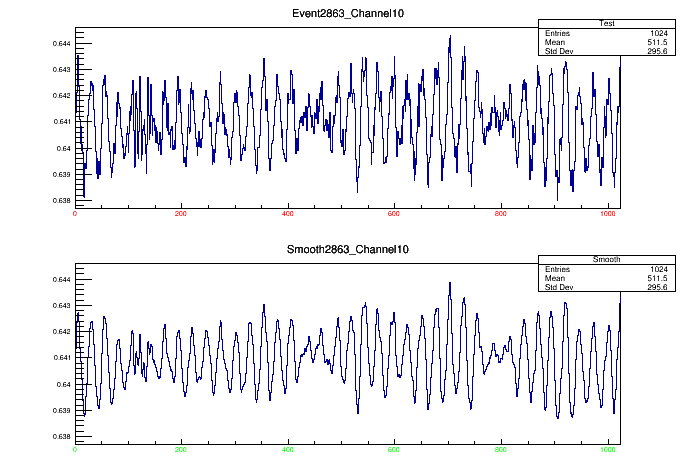 Event2863_Channel10
Test
Entries 1024
Mean 511.5
Std Dev 295.6
0.644
0.643
0.642
0.641
0.64
0.639
0.638
0 200 400 600 800 1000
Smooth2863_Channel10
Smooth
Entries 1024
Mean 511.5
Std Dev 295.6
0.644
0.643
0.642
0.641
0.64
0.639
0.638
0 200 400 600 800 1000